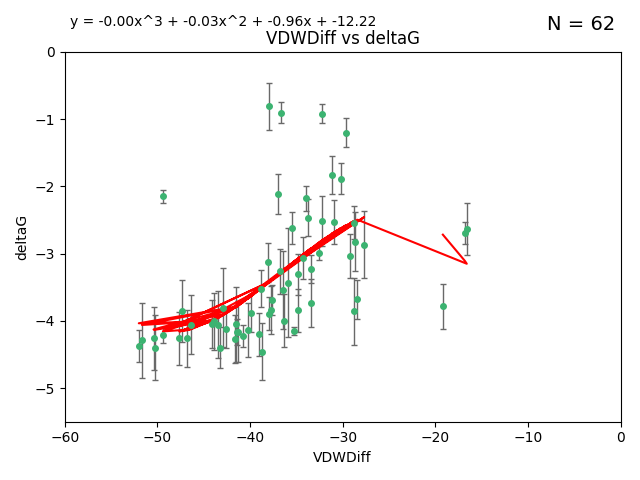 y = -0.00x^3 + -0.03x^2 + -0.96x + -12.22
N = 62
VDWDiff vs deltaG
0
−1
−2
−3
−4
−5
deltaG
−60 −50 −40 −30 −20 −10 0
VDWDiff